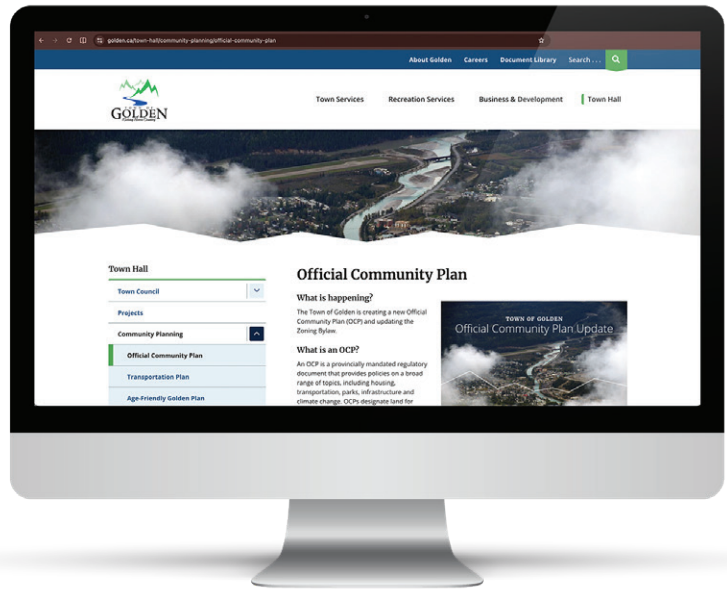 golden.ca/town-hall/community-planning/official-community-plan
About Golden Careers Document Library Search . . .
TOWN OF
GOLDEN
Town Services Recreation Services Business & Development Town Hall
Town Hall
Town Council
Projects
Community Planning
Official Community Plan
Transportation Plan
Age-Friendly Golden Plan
Official Community Plan
What is happening?
The Town of Golden is creating a new Official
Community Plan (OCP) and updating the
Zoning Bylaw.
What is an OCP?
An OCP is a provincially mandated regulatory
document that provides policies on a broad
range of topics, including housing,
transportation, parks, infrastructure and
climate change. OCPs designate land for
TOWN OF GOLDEN
Official Community Plan Update